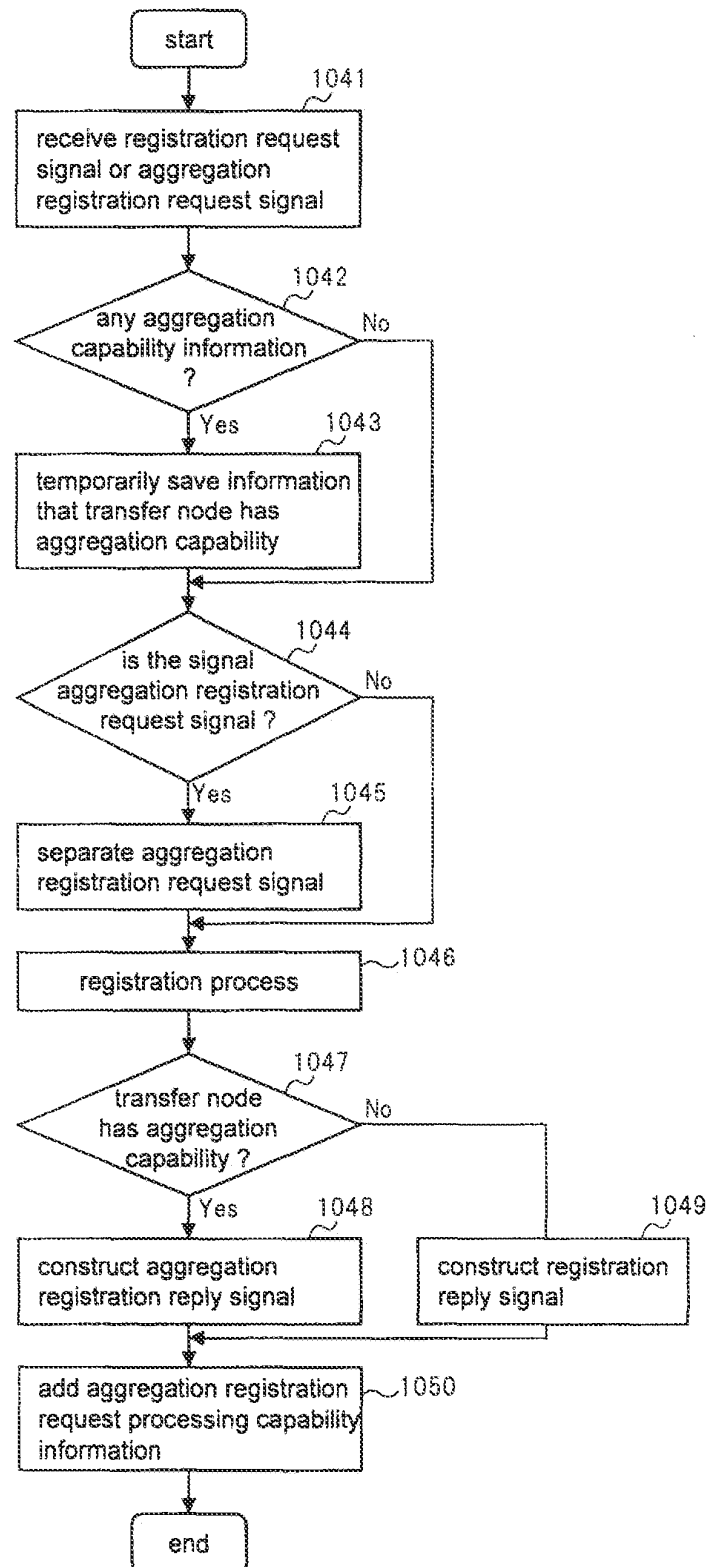 start
1041
receive registration request
signal or aggregation
registration request signal
1042
any aggregation
capability information
?
No
Yes
1043
temporarily save information
that transfer node has
aggregation capability
1044
is the signal
aggregation registration
request signal ?
No
Yes
1045
separate aggregation
registration request signal
registration process
1046
1047
transfer node
has aggregation
capability ?
No
Yes
1048
construct aggregation
registration reply signal
1049
construct registration
reply signal
add aggregation registration
request processing capability
information
1050
end